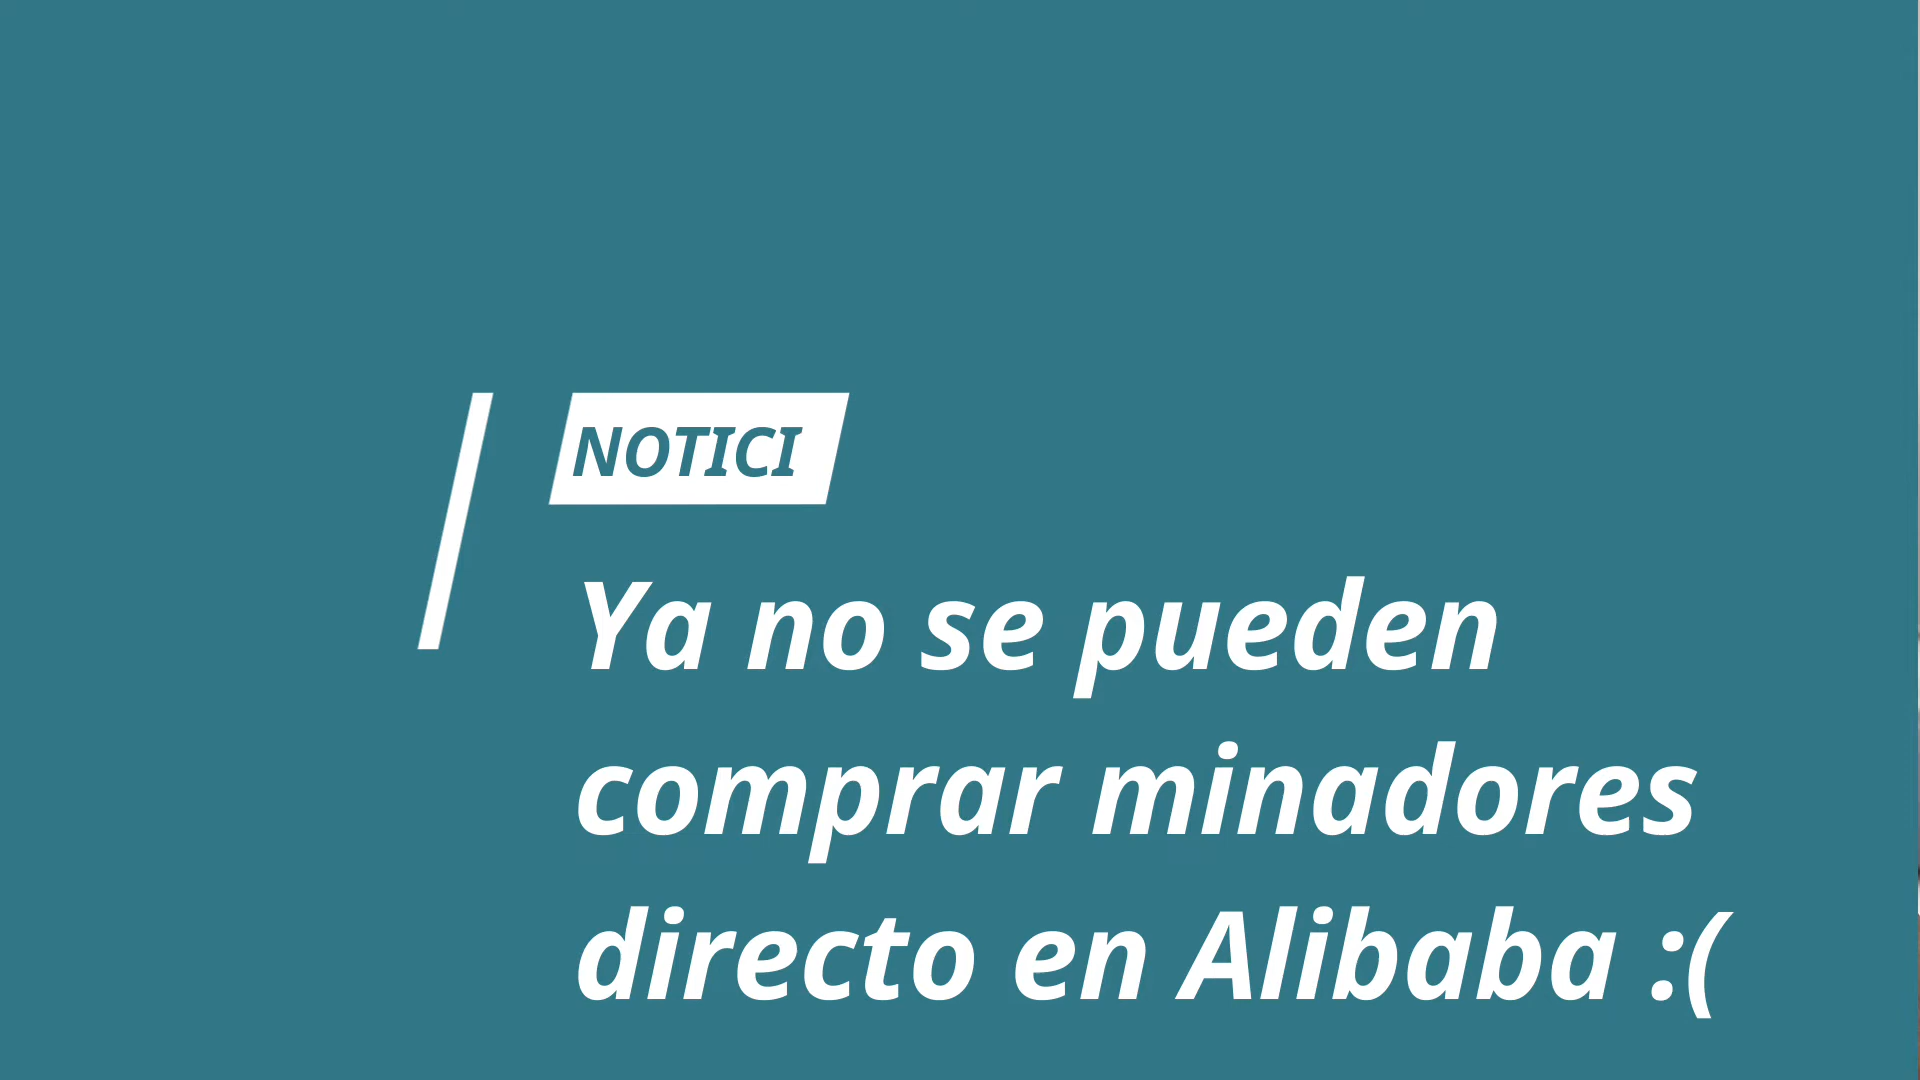 NOTICI
Ya no se pueden
comprar minadores
directo en Alibaba :(